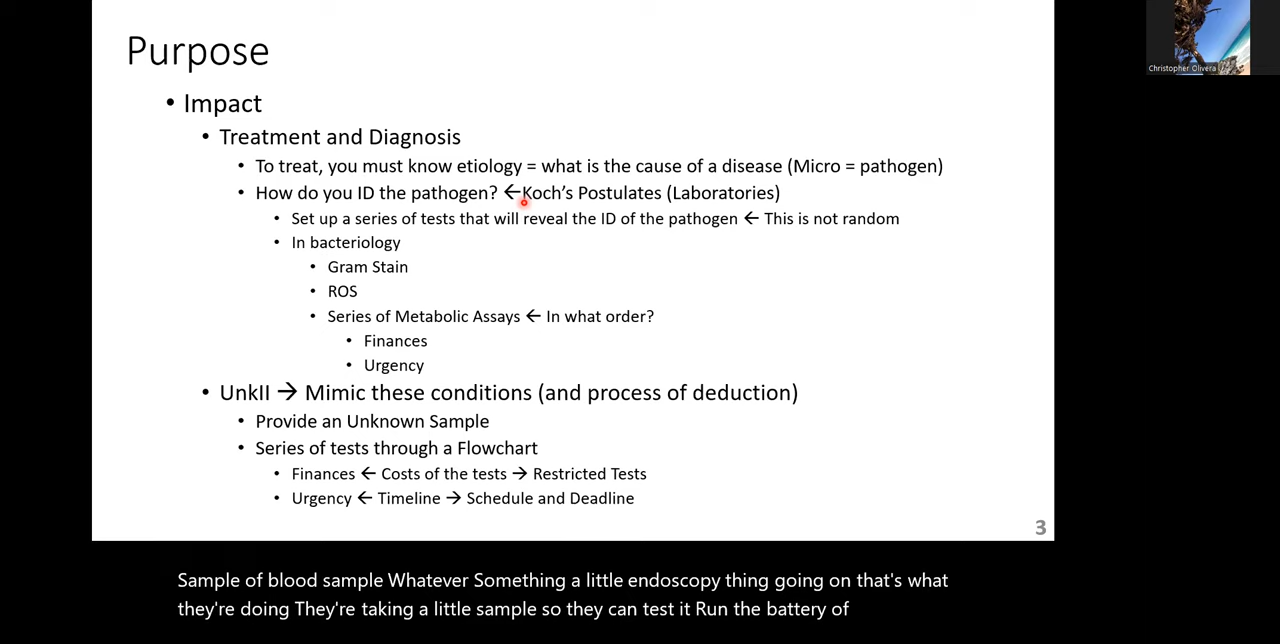 Purpose
• Impact
• Treatment and Diagnosis
• To treat, you must know etiology = what is the cause of a disease (Micro = pathogen)
• How do you ID the pathogen? ←Koch's Postulates (Laboratories)
• Set up a series of tests that will reveal the ID of the pathogen ← This is not random
• In bacteriology
• Gram Stain
• ROS
• Series of Metabolic Assays ← In what order?
• Finances
• Urgency
• UnkII → Mimic these conditions (and process of deduction)
• Provide an Unknown Sample
• Series of tests through a Flowchart
• Finances ← Costs of the tests → Restricted Tests
• Urgency ← Timeline → Schedule and Deadline
3
Christopher Olivera
Sample of blood sample Whatever Something a little endoscopy thing going on that's what
they're doing They're taking a little sample so they can test it Run the battery of